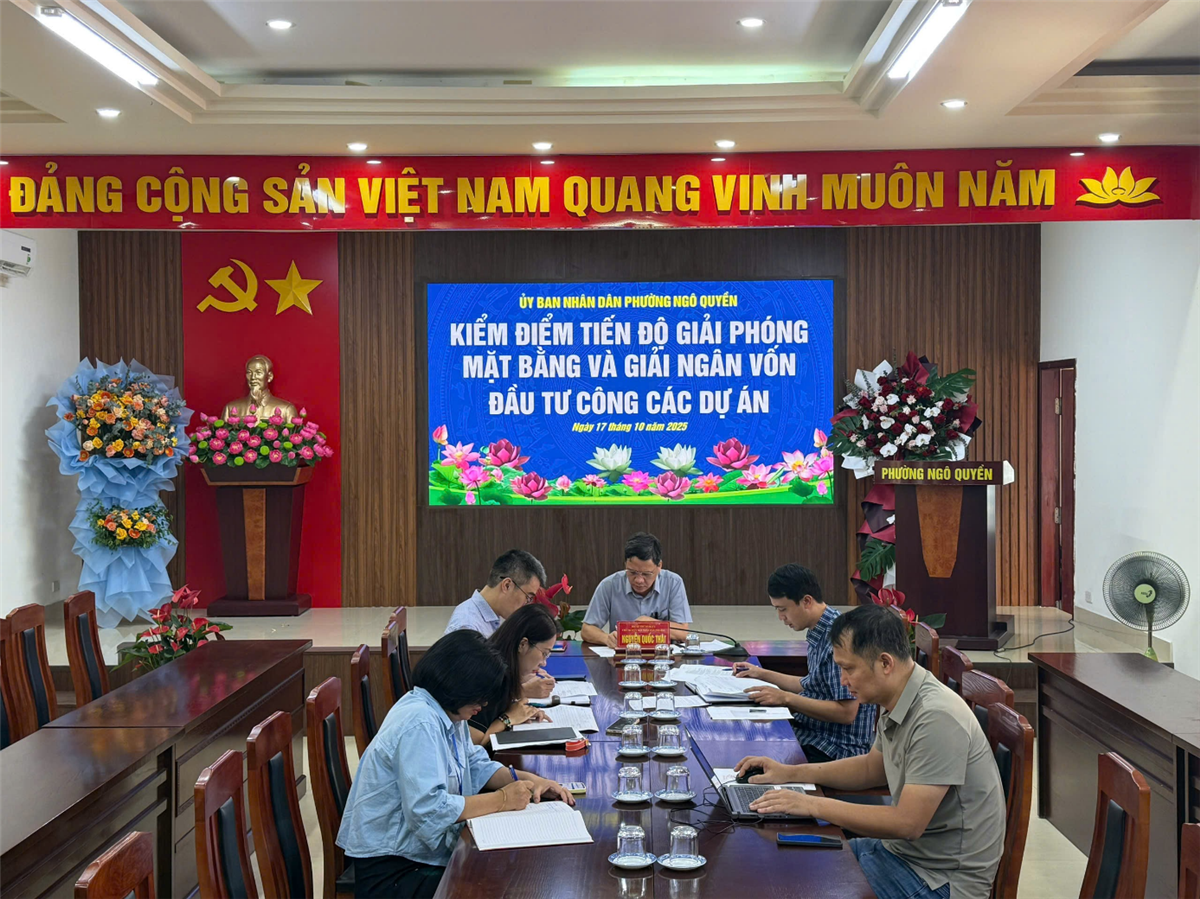 ĐẢNG CỘNG SẢN VIỆT NAM QUANG VINH MUÔN NĂM
ỦY BAN NHÂN DÂN PHƯỜNG NGÔ QUYỀN
KIỂM ĐIỂM TIẾN ĐỘ GIẢI PHÓNG
MẶT BẰNG VÀ GIẢI NGÂN VỐN
ĐẦU TƯ CÔNG CÁC DỰ ÁN
Ngày 17 tháng 10 năm 2025
PHƯỜNG NGÔ QUYỀN
NGUYỄN QUỐC THÁI